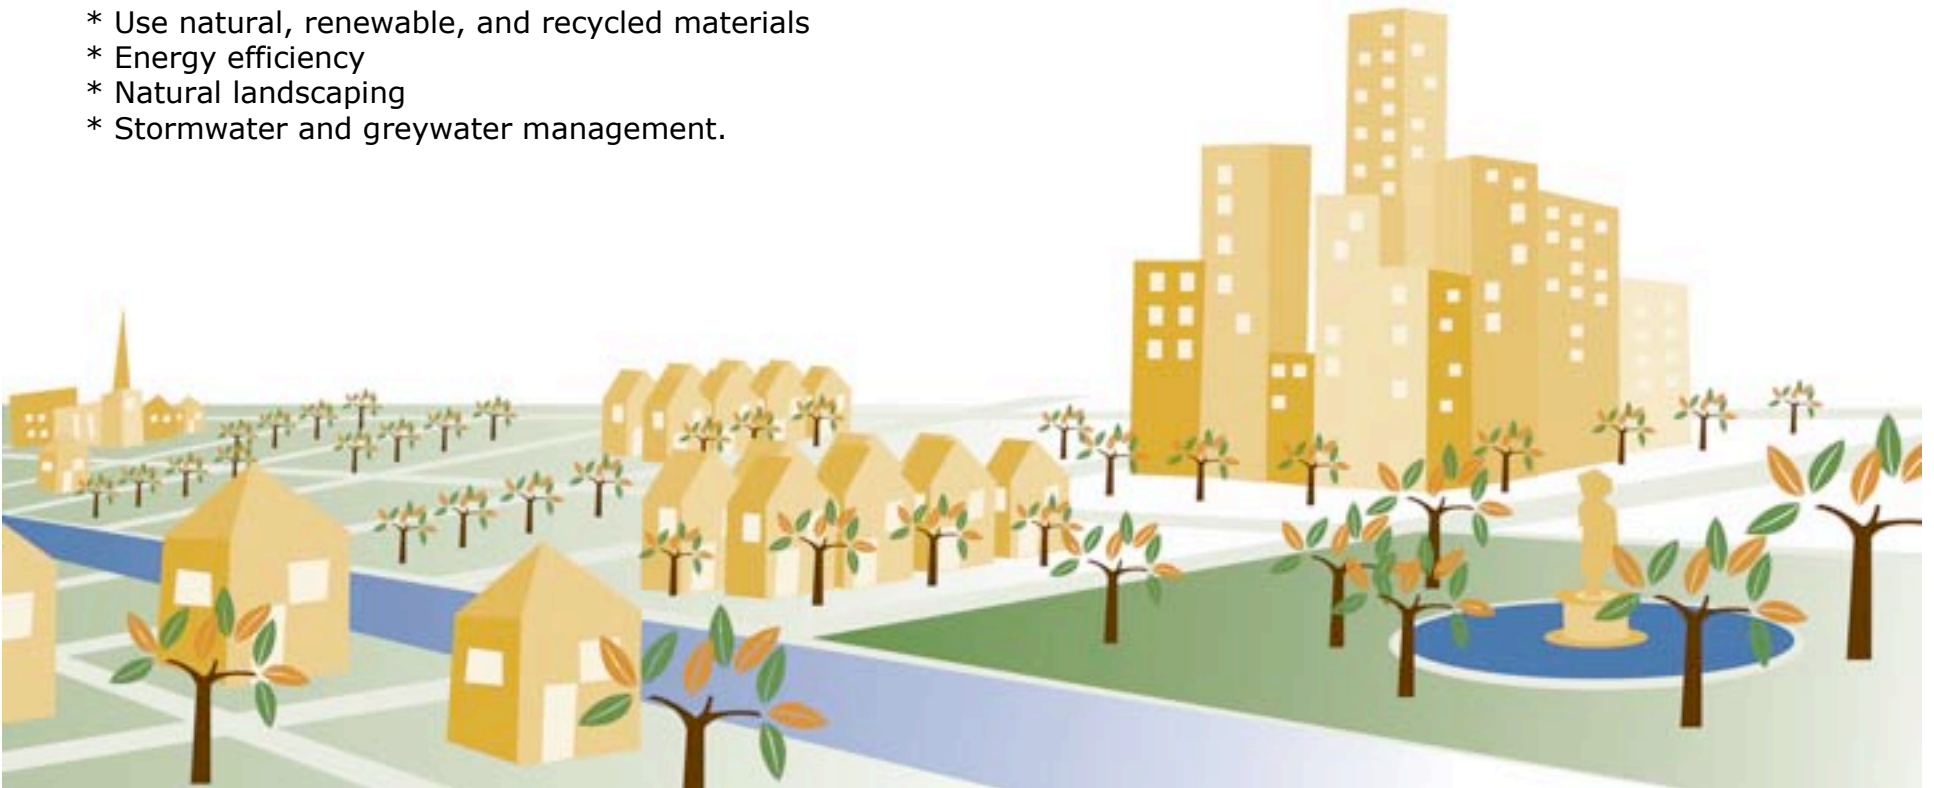 * Use natural, renewable, and recycled materials
* Energy efficiency
* Natural landscaping
* Stormwater and greywater management.